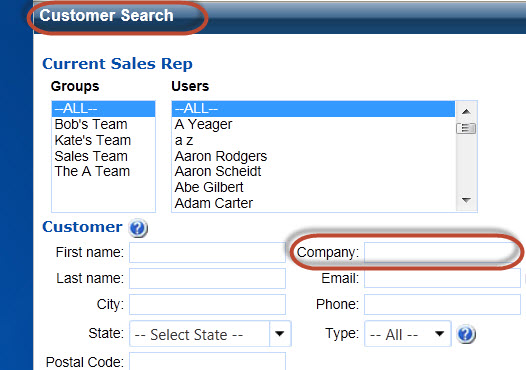 Customer Search
Current Sales Rep
Groups
Users
--ALL--
Bob's Team
Kate's Team
Sales Team
The A Team
--ALL--
A Yeager
a z
Aaron Rodgers
Aaron Scheidt
Abe Gilbert
Adam Carter
Customer ?
First name:
Company:
Last name:
Email:
City:
Phone:
State: -- Select State --
Type: -- All -- ?
Postal Code: